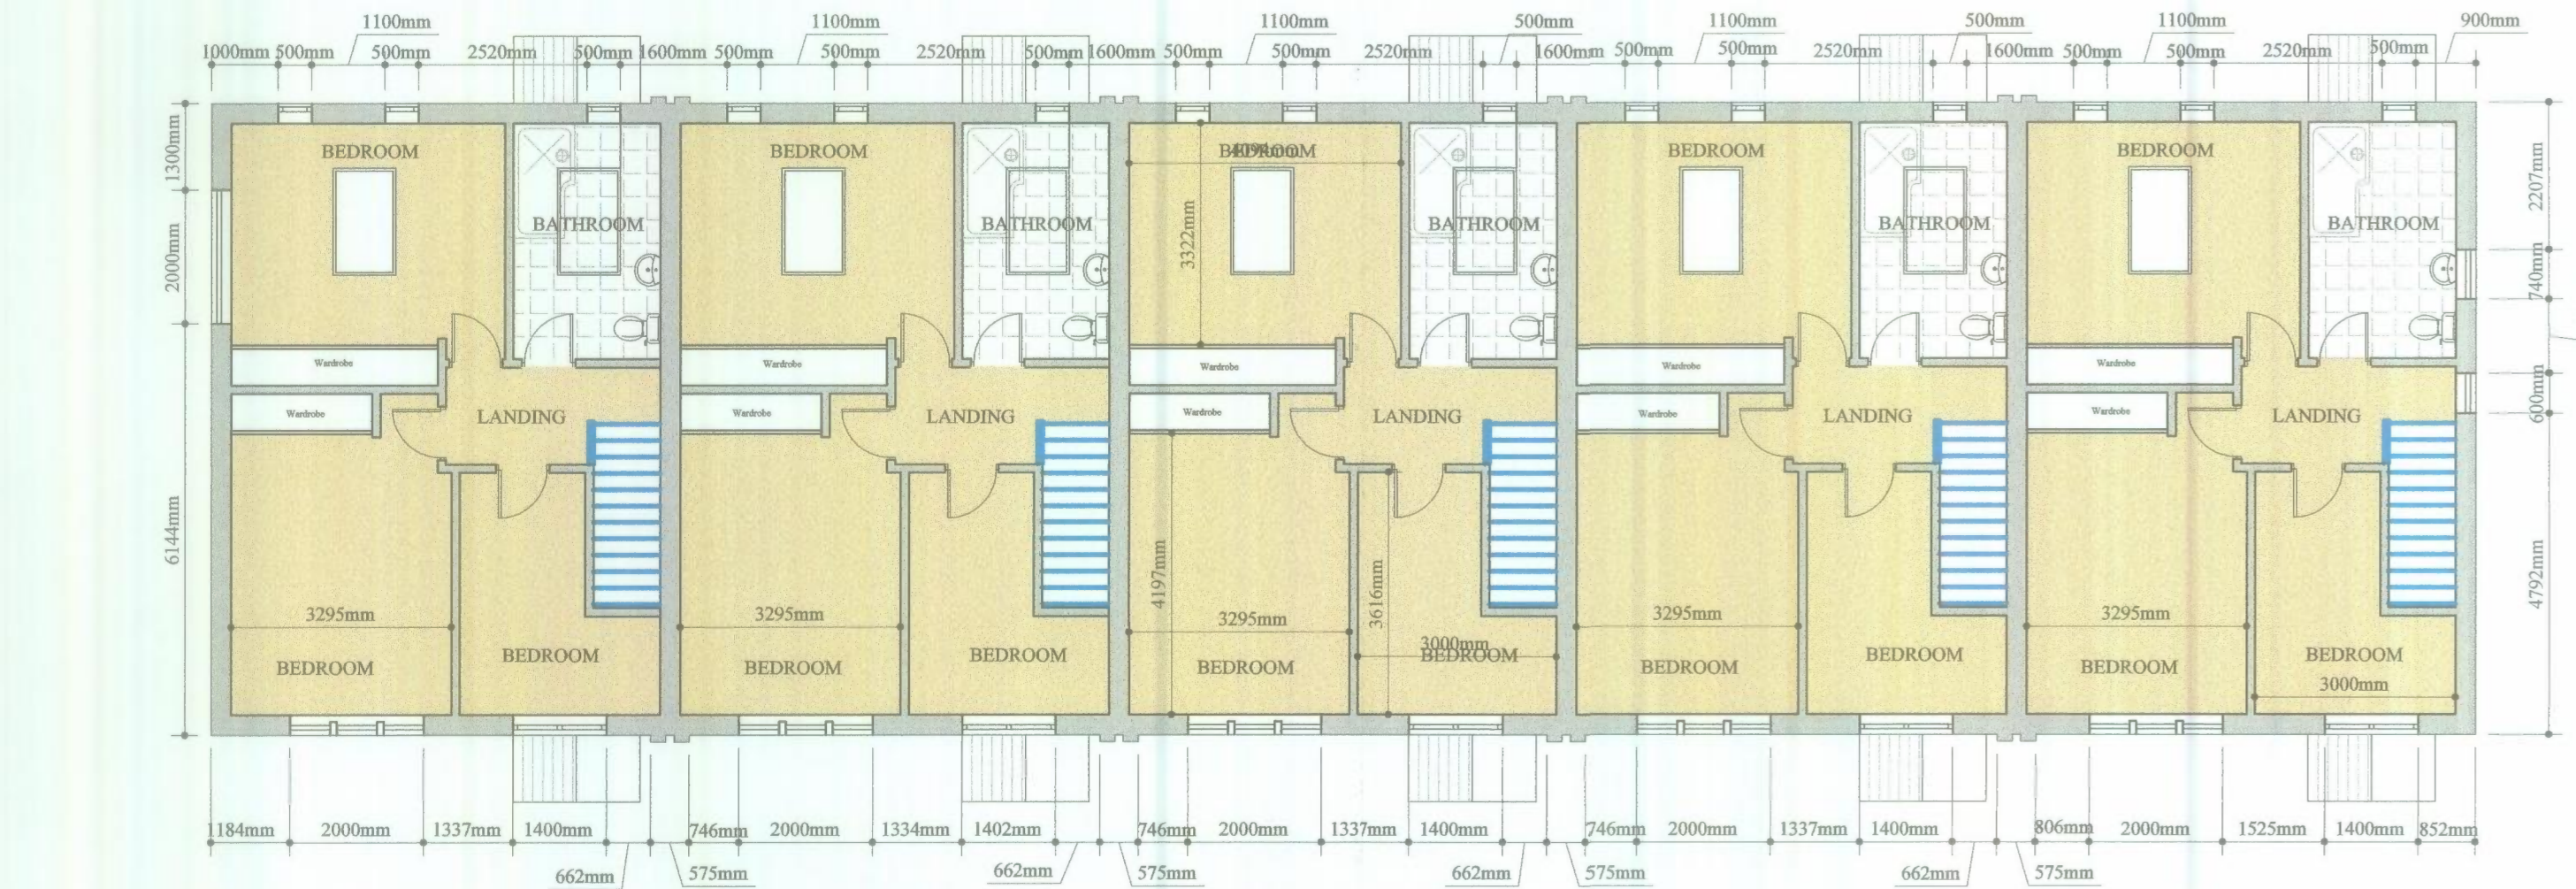 1100mm 1100mm 1100mm 500mm 1100mm 500mm 1100mm 900mm
1000mm 500mm 500mm 2520mm 500mm 1600mm 500mm 500mm 2520mm 500mm 1600mm 500mm 500mm 2520mm 1600mm 500mm 500mm 2520mm 1600mm 500mm 500mm 2520mm 500mm
1300mm
2000mm
6144mm
BEDROOM BEDROOM BEDROOM BEDROOM BEDROOM
4094mm
3322mm
BATHROOM BATHROOM BATHROOM BATHROOM BATHROOM
2207mm
740mm
600mm
4792mm
Wardrobe Wardrobe Wardrobe Wardrobe Wardrobe
Wardrobe Wardrobe Wardrobe Wardrobe Wardrobe
LANDING LANDING LANDING LANDING LANDING
4197mm
3616mm
3295mm 3295mm 3295mm 3295mm 3295mm
3000mm
BEDROOM BEDROOM BEDROOM BEDROOM BEDROOM
BEDROOM BEDROOM BEDROOM BEDROOM BEDROOM
3000mm
1184mm 2000mm 1337mm 1400mm 746mm 2000mm 1334mm 1402mm 746mm 2000mm 1337mm 1400mm 746mm 2000mm 1337mm 1400mm 806mm 2000mm 1525mm 1400mm 852mm
662mm 575mm 662mm 575mm 662mm 575mm 662mm 575mm